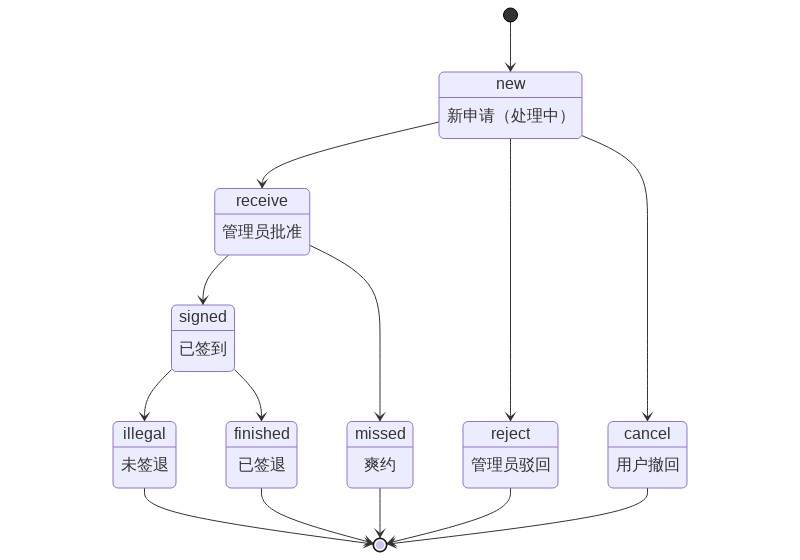 new
新申请（处理中）
receive
管理员批准
signed
已签到
illegal
未签退
finished
已签退
missed
爽约
reject
管理员驳回
cancel
用户撤回